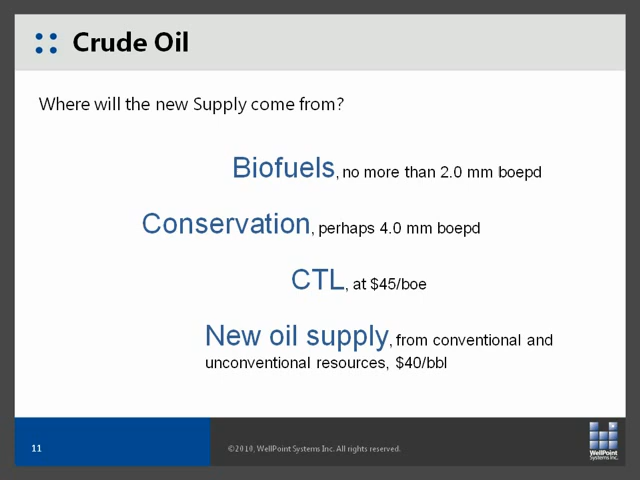 Crude Oil
Where will the new Supply come from?
Biofuels, no more than 2.0 mm boepd
Conservation, perhaps 4.0 mm boepd
CTL, at $45/boe
New oil supply, from conventional and
unconventional resources, $40/bbl
11
©2010, WellPoint Systems Inc. All rights reserved.
WellPoint
Systems Inc.